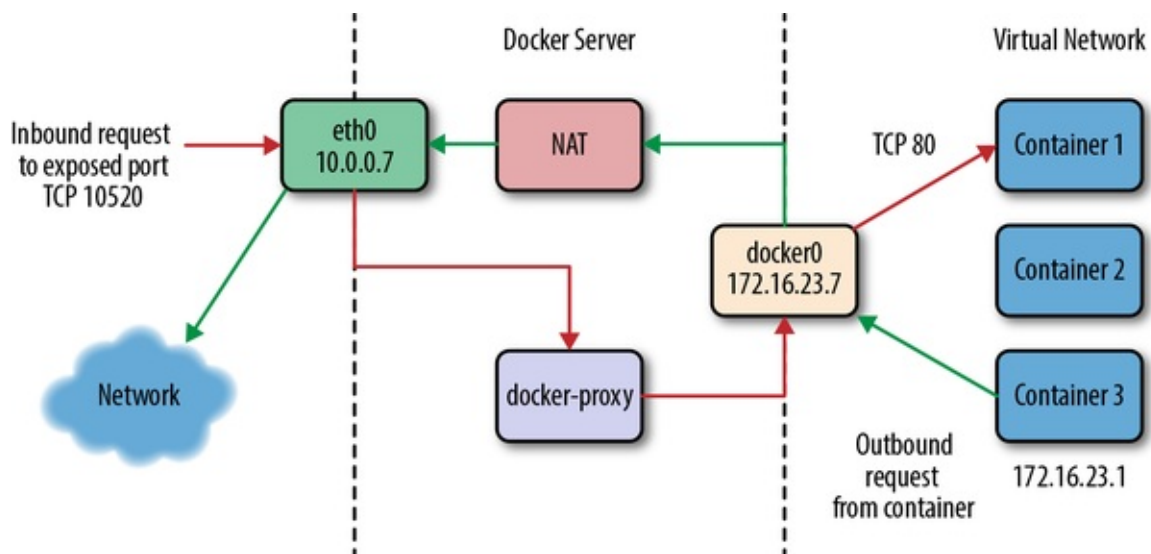 Docker Server
Virtual Network
Inbound request
to exposed port
TCP 10520
eth0
10.0.0.7
NAT
TCP 80
Container 1
docker0
172.16.23.7
Container 2
Network
docker-proxy
Container 3
Outbound
request
from container
172.16.23.1